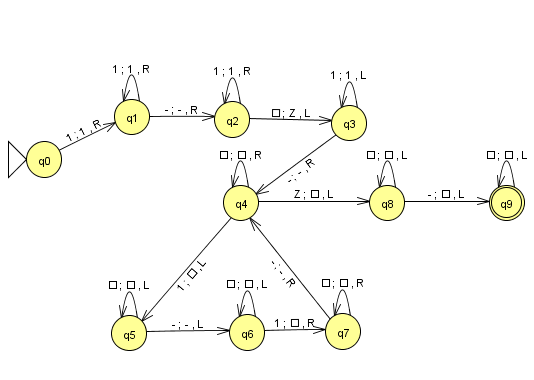 1 ; 1 , R
1 ; 1 , R
1 ; 1 , L
q0
1 ; 1 , R
q1
- ; - , R
q2
□ ; Z , L
q3
□ ; □ , R
- ; - , R
□ ; □ , L
□ ; □ , L
q4
Z ; □ , L
q8
- ; □ , L
q9
1 ; □ , L
- ; - , R
□ ; □ , L
□ ; □ , L
□ ; □ , R
q5
- ; - , L
q6
1 ; □ , R
q7